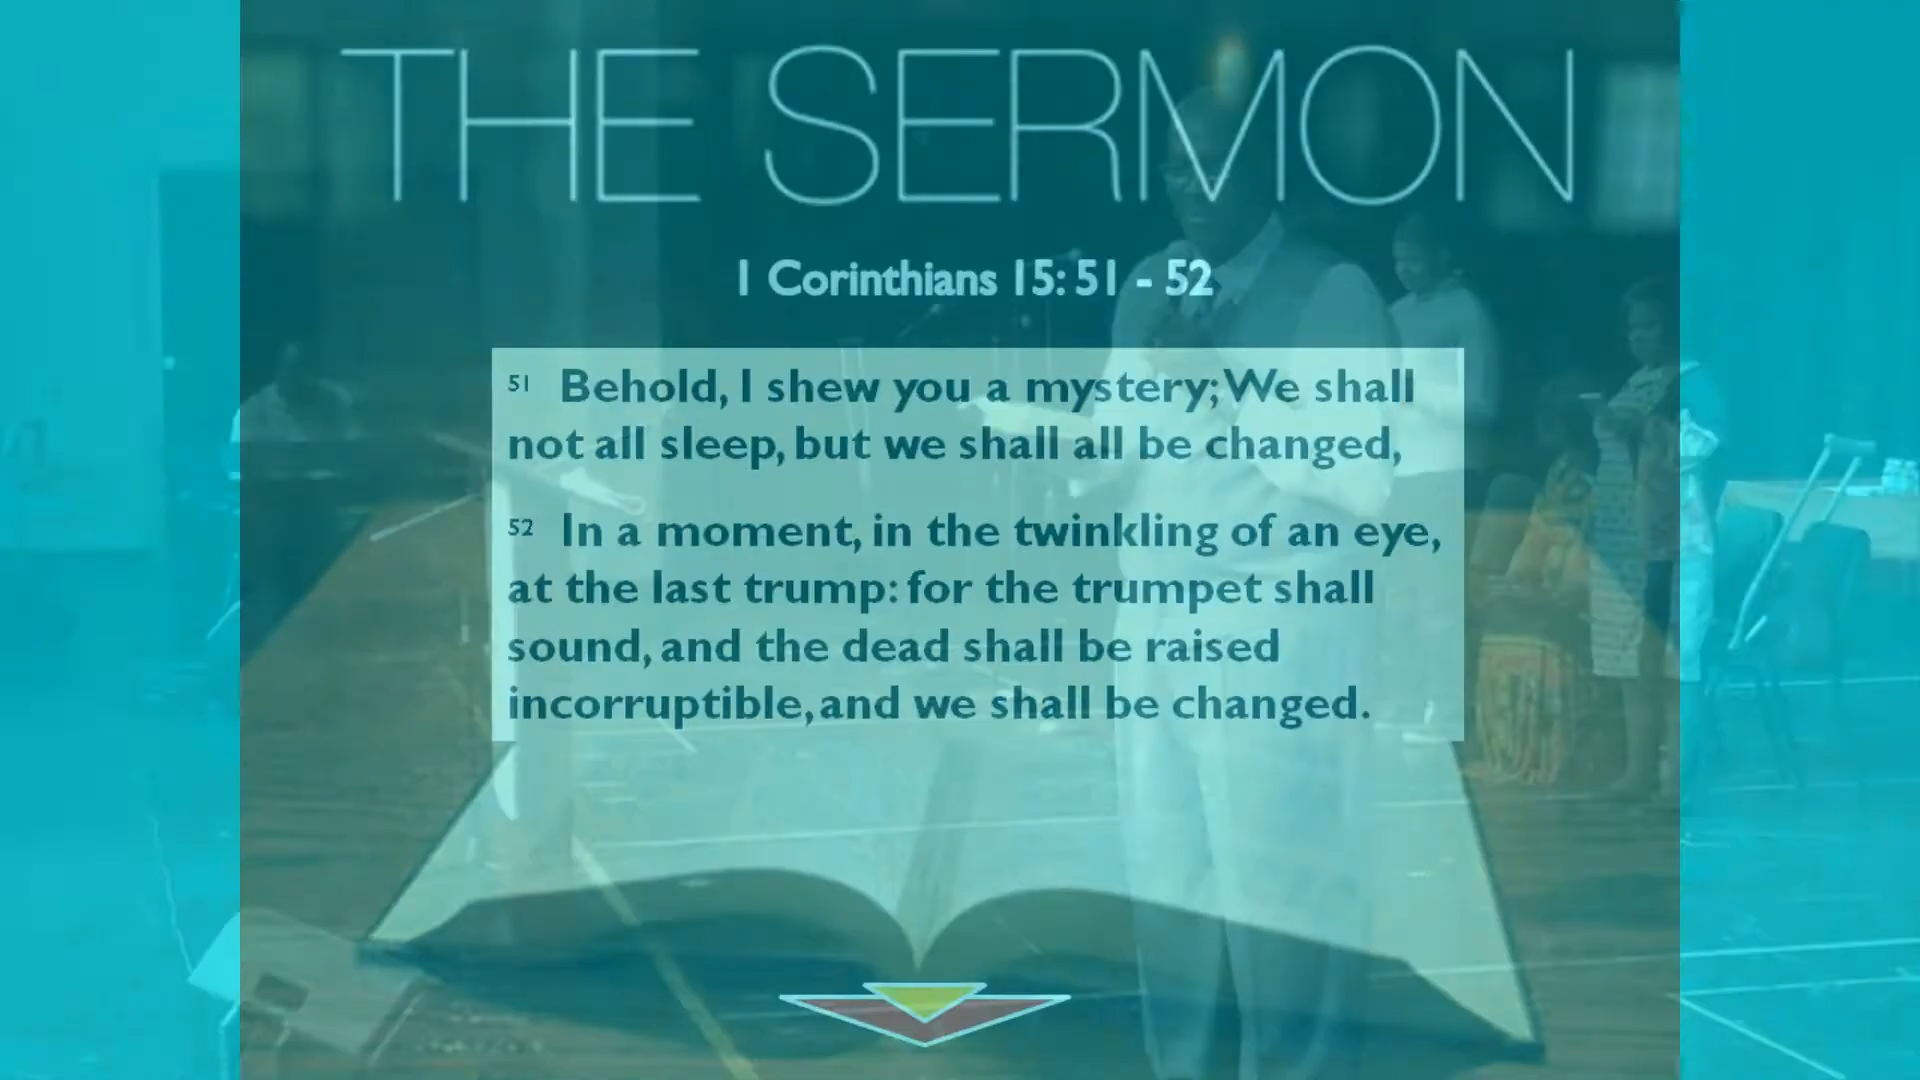 THE SERMON
1 Corinthians 15: 51 - 52
51 Behold, I shew you a mystery; We shall
not all sleep, but we shall all be changed,
52 In a moment, in the twinkling of an eye,
at the last trump: for the trumpet shall
sound, and the dead shall be raised
incorruptible, and we shall be changed.